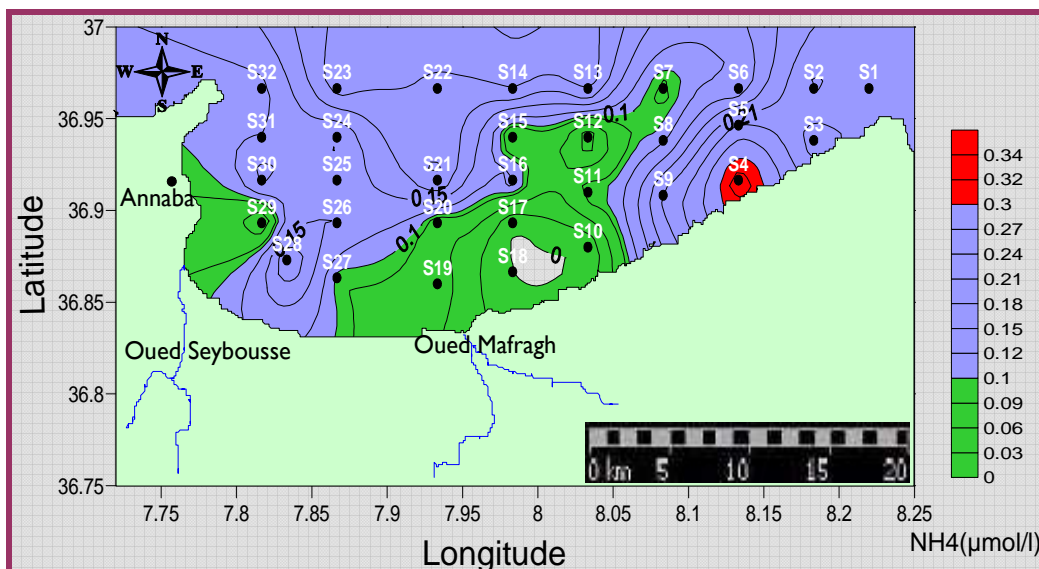 37
36.95
36.9
36.85
36.8
36.75
Latitude
N
W E
S
S32 S23 S22 S14 S13 S7 S6 S2 S1
S31 S24 S15 S12 0.1 S8 S5 0.21 S3
S30 S25 S21 S16 S11 S9 S4
0.15
Annaba
S29 S26 S20 S17 S10
0.15 0.1
S28 S27 S19 S18 0
Oued Seybousse
Oued Mafragh
0 km 5 10 15 20
7.75 7.8 7.85 7.9 7.95 8 8.05 8.1 8.15 8.2 8.25
Longitude
0.34
0.3
0.27
0.24
0.21
0.18
0.15
0.12
0.1
0.09
0.06
0.03
0
NH4(µmol/l)